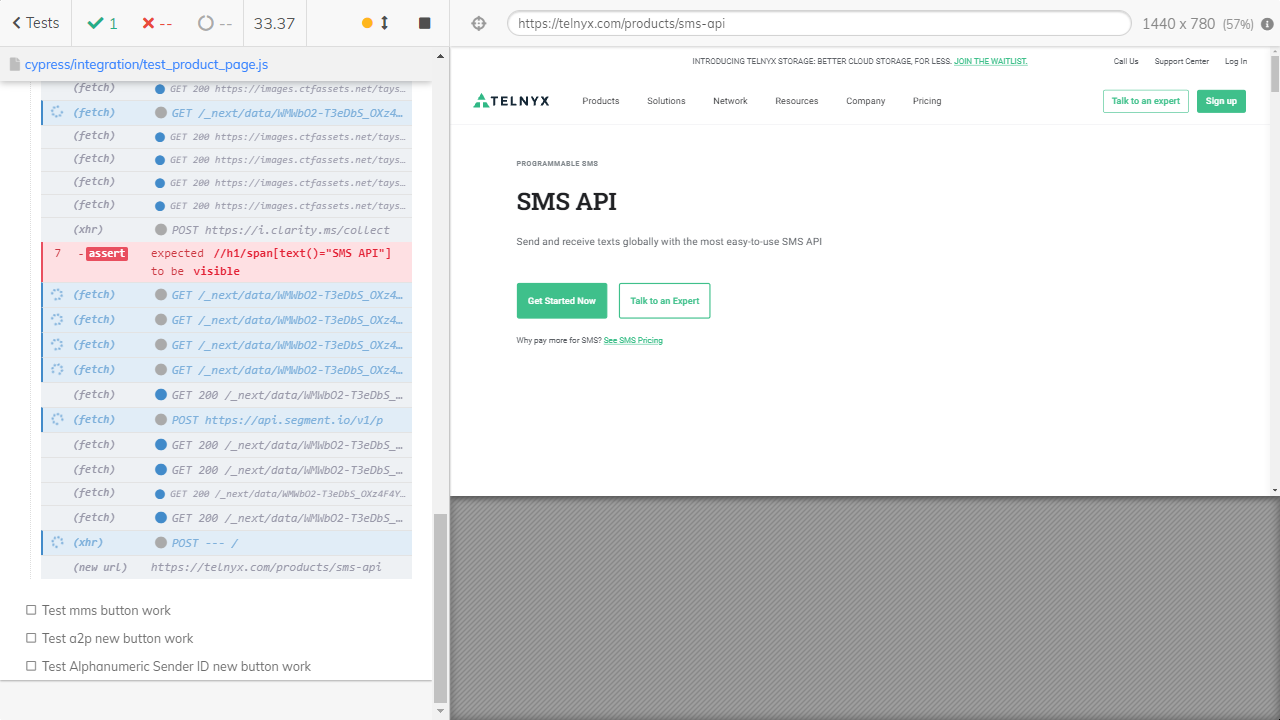 Tests
1
--
--
33.37
cypress/integration/test_product_page.js
(fetch) GET 200 https://images.ctfassets.net/tays…
(fetch) GET /_next/data/WMWbO2-T3eDbS_OXz4…
(fetch) GET 200 https://images.ctfassets.net/tays…
(fetch) GET 200 https://images.ctfassets.net/tays…
(fetch) GET 200 https://images.ctfassets.net/tays…
(fetch) GET 200 https://images.ctfassets.net/tays…
(xhr) POST https://i.clarity.ms/collect
7 -assert expected //h1/span[text()="SMS API"]
to be visible
(fetch) GET /_next/data/WMWbO2-T3eDbS_OXz4…
(fetch) GET /_next/data/WMWbO2-T3eDbS_OXz4…
(fetch) GET /_next/data/WMWbO2-T3eDbS_OXz4…
(fetch) GET /_next/data/WMWbO2-T3eDbS_OXz4…
(fetch) GET 200 /_next/data/WMWbO2-T3eDbS_…
(fetch) POST https://api.segment.io/v1/p
(fetch) GET 200 /_next/data/WMWbO2-T3eDbS_…
(fetch) GET 200 /_next/data/WMWbO2-T3eDbS_…
(fetch) GET 200 /_next/data/WMWbO2-T3eDbS_OXz4F4Y…
(fetch) GET 200 /_next/data/WMWbO2-T3eDbS_…
(xhr) POST --- /
(new url) https://telnyx.com/products/sms-api
Test mms button work
Test a2p new button work
Test Alphanumeric Sender ID new button work
https://telnyx.com/products/sms-api
1440 x 780 (57%)
INTRODUCING TELNYX STORAGE: BETTER CLOUD STORAGE, FOR LESS. JOIN THE WAITLIST.
Call Us Support Center Log In
TELNYX Products Solutions Network Resources Company Pricing Talk to an expert Sign up
PROGRAMMABLE SMS
SMS API
Send and receive texts globally with the most easy-to-use SMS API
Get Started Now Talk to an Expert
Why pay more for SMS? See SMS Pricing